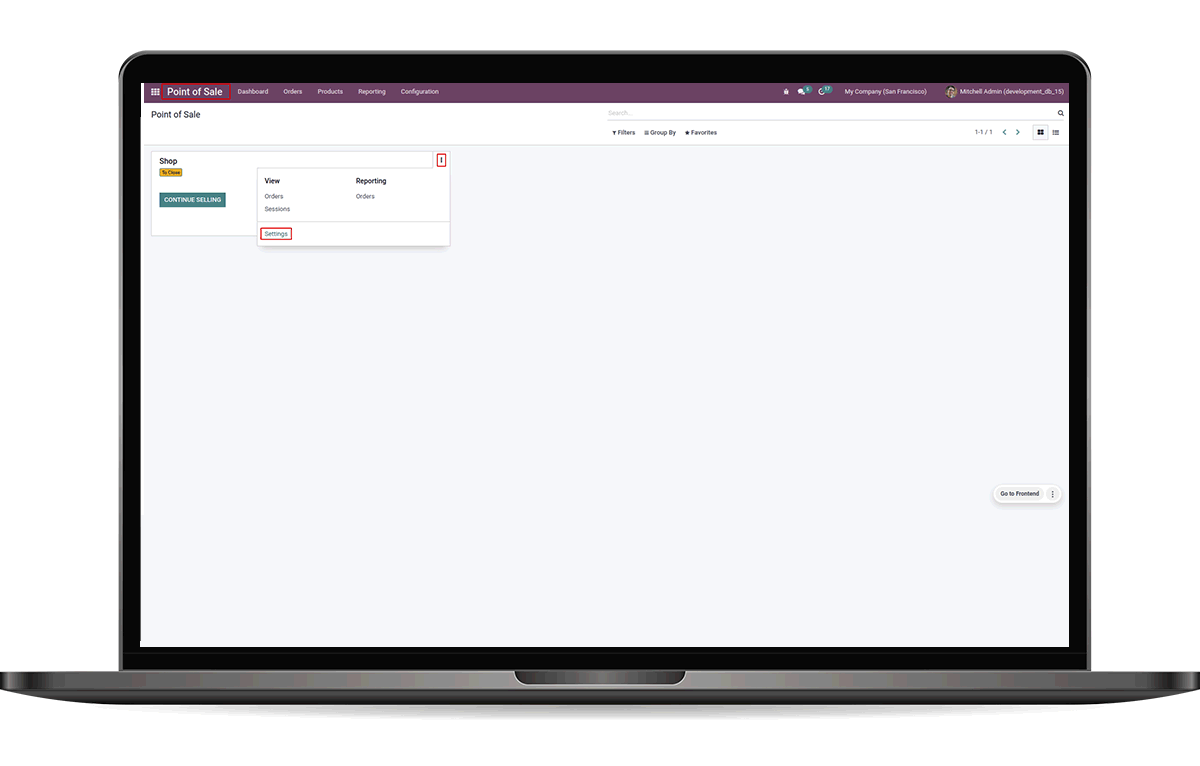 Point of Sale Dashboard Orders Products Reporting Configuration 5 17 My Company (San Francisco) Mitchell Admin (development_db_15)
Point of Sale Search...
Filters Group By Favorites 1-1 / 1
Shop
To Close
View Reporting
Orders Orders
CONTINUE SELLING
Sessions
Settings
Go to Frontend